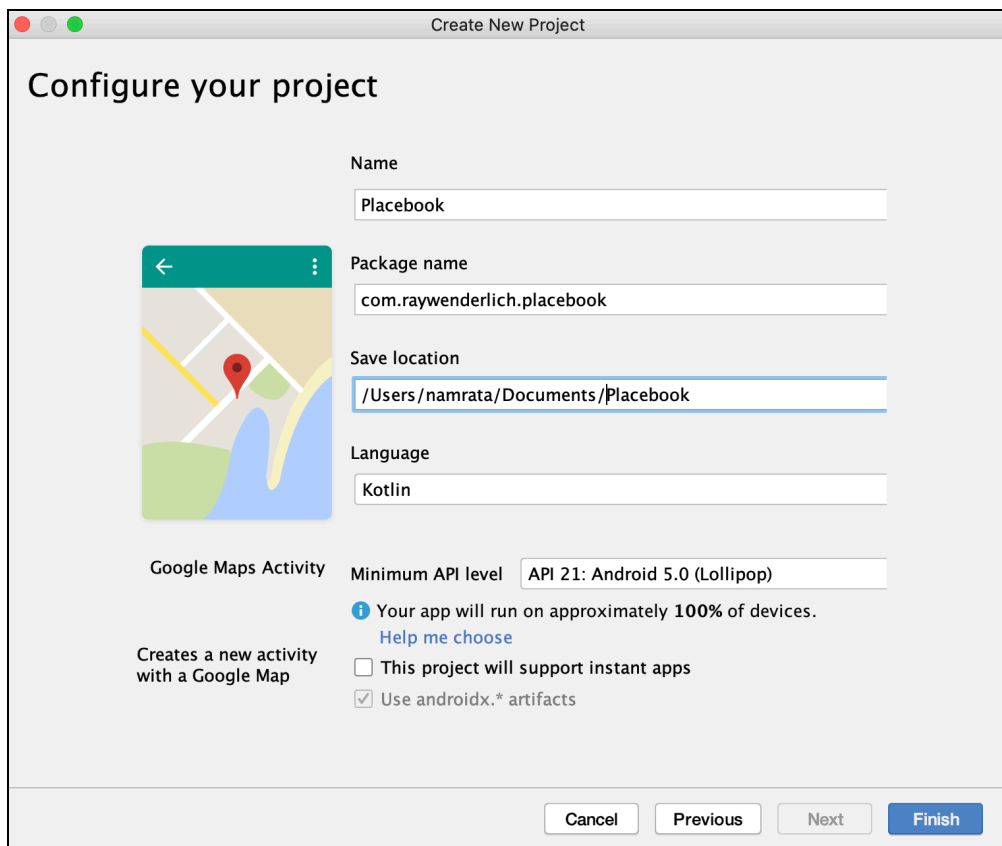 Create New Project
Configure your project
Name
Placebook
Package name
com.raywenderlich.placebook
Save location
/Users/namrata/Documents/Placebook
Language
Kotlin
Google Maps Activity
Minimum API level
API 21: Android 5.0 (Lollipop)
Your app will run on approximately 100% of devices.
Help me choose
Creates a new activity
with a Google Map
This project will support instant apps
Use androidx.* artifacts
Cancel
Previous
Next
Finish